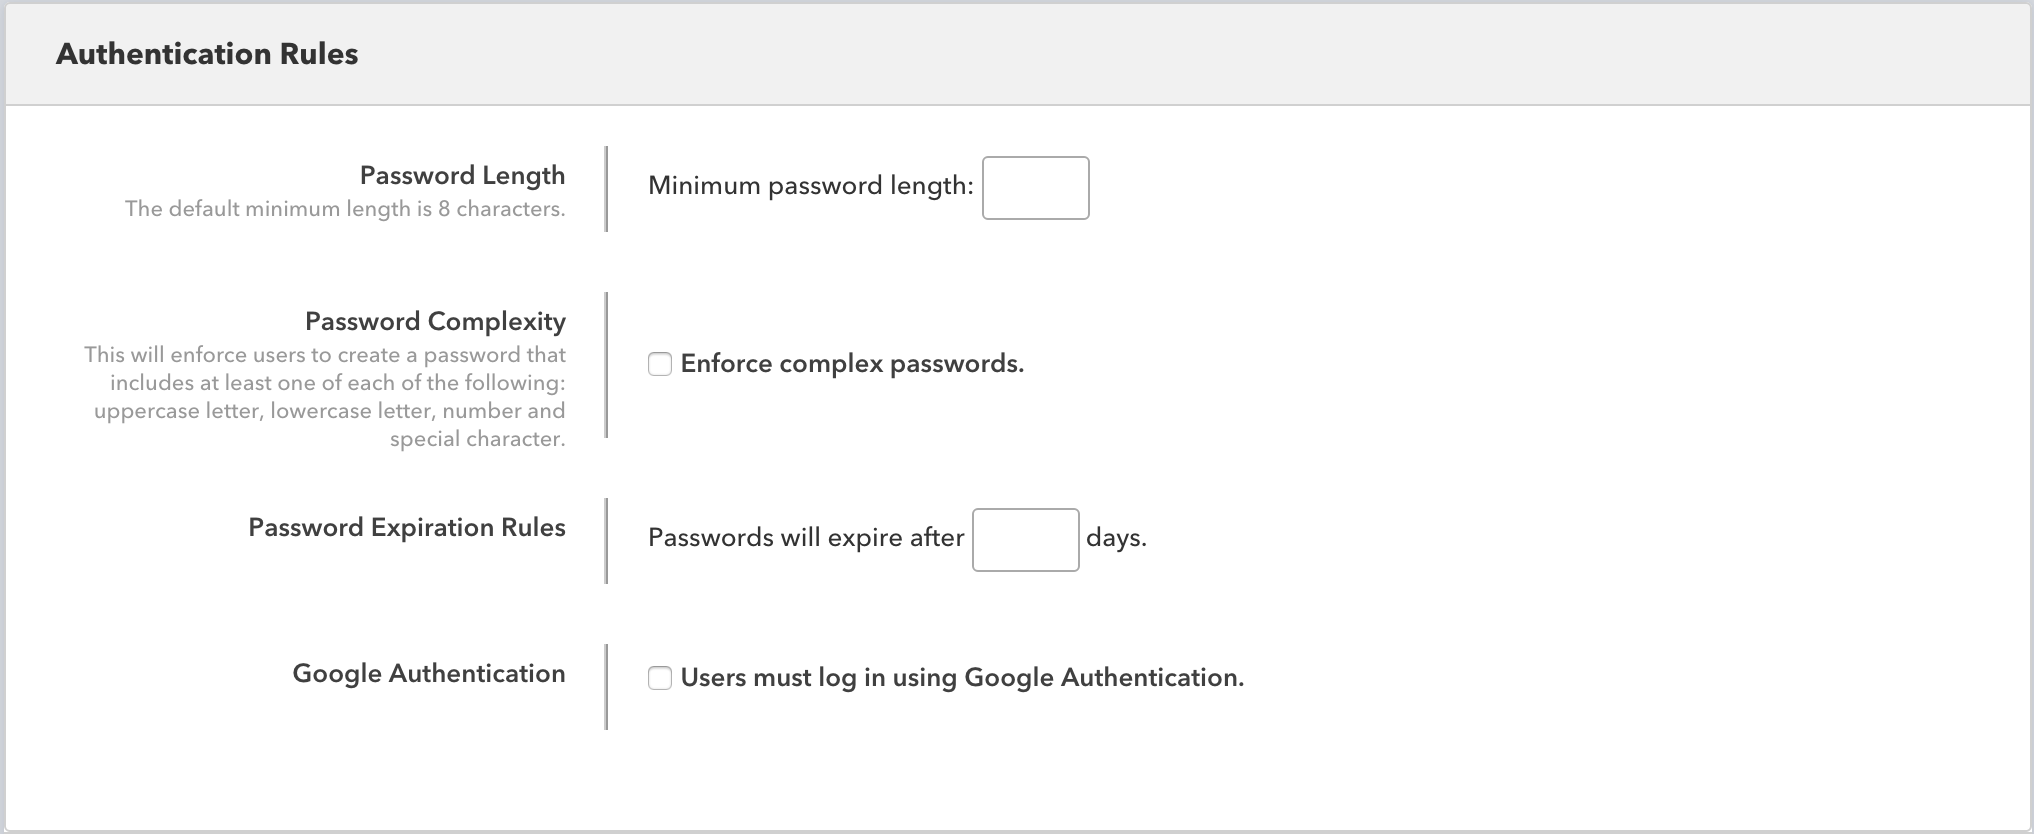 Authentication Rules
Password Length
The default minimum length is 8 characters.
Minimum password length:
Password Complexity
This will enforce users to create a password that
includes at least one of each of the following:
uppercase letter, lowercase letter, number and
special character.
Enforce complex passwords.
Password Expiration Rules
Passwords will expire after days.
Google Authentication
Users must log in using Google Authentication.